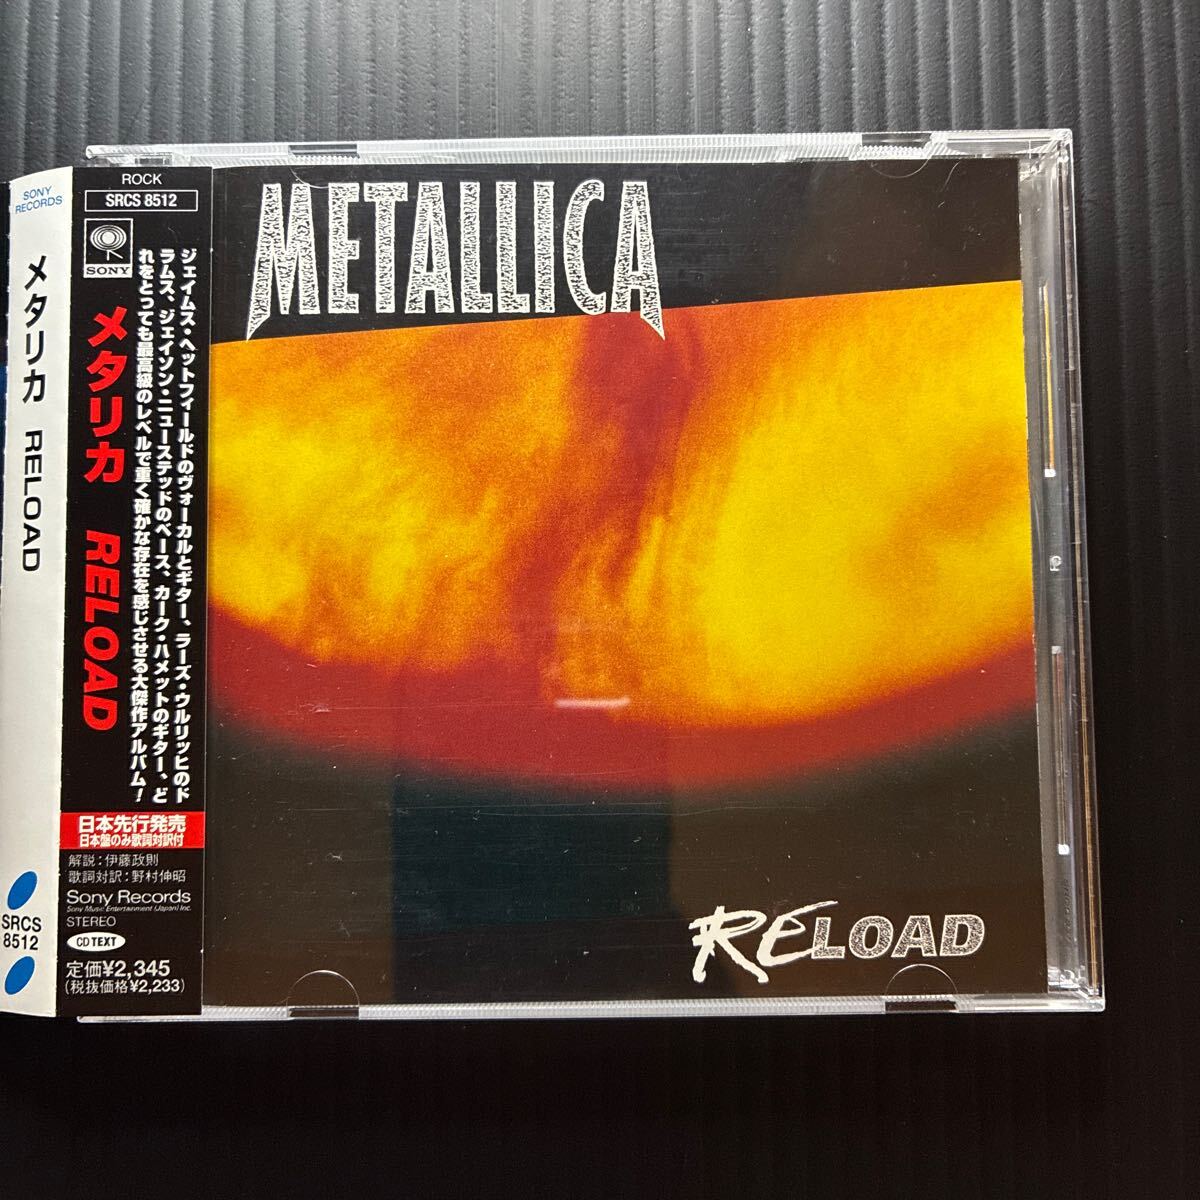 SONY
RECORDS
メタリカ RELOAD
SRCS
8512
ROCK
SRCS 8512
SONY
メタリカ RELOAD
ジェイムス・ヘットフィールドのヴォーカルとギター、ラーズ・ウルリッヒのド
ラムス、ジェイソン・ニューステッドのベース、カーク・ハメットのギター、ど
れをとっても最高級のレベルで重く確かな存在を感じさせる大傑作アルバム!
日本先行発売
日本盤のみ歌詞対訳付
解説:伊藤政則
歌詞対訳:野村伸昭
Sony Records
Sony Music Entertainment (Japan) Inc.
STEREO
CD TEXT
定価¥2,345
(税抜価格¥2,233)
METALLICA
RELOAD